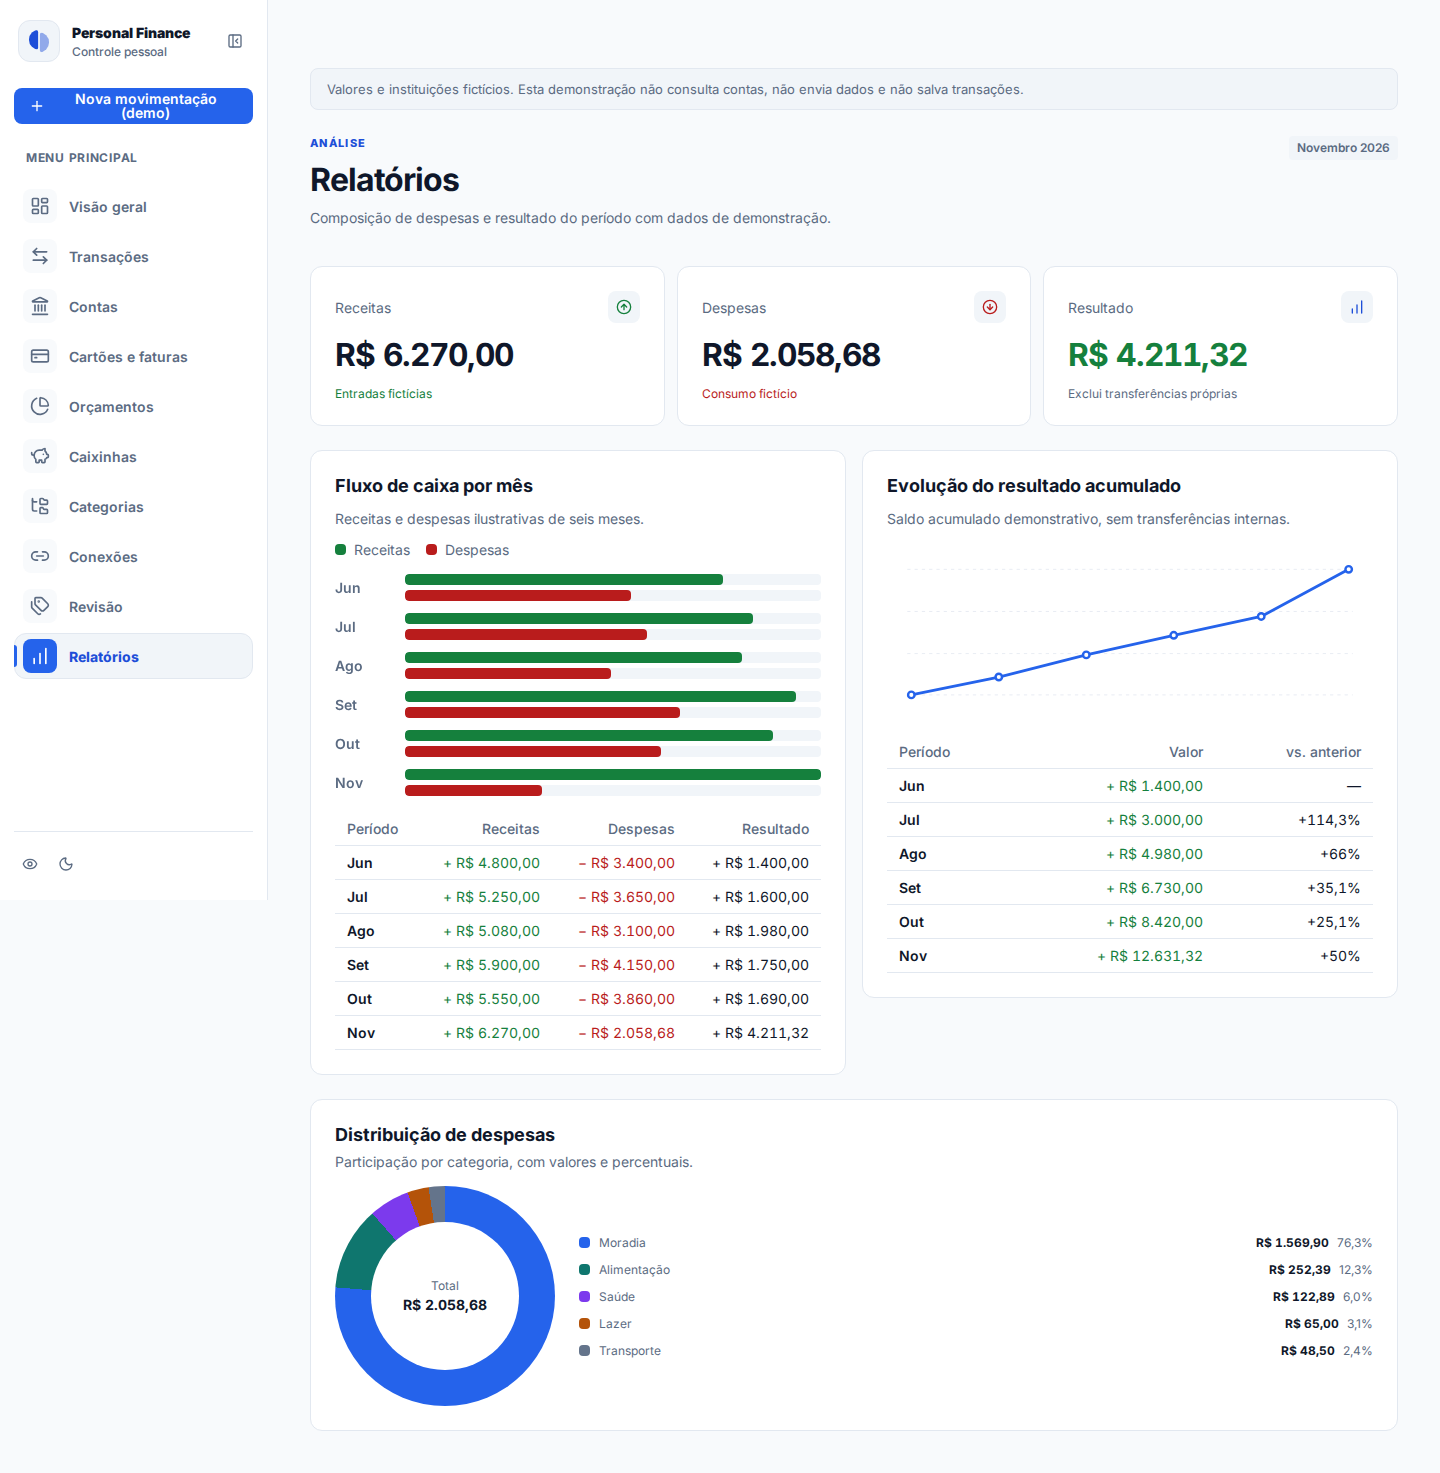 Personal Finance
Controle pessoal
Nova movimentação
(demo)
MENU PRINCIPAL
Visão geral
Transações
Contas
Cartões e faturas
Orçamentos
Caixinhas
Categorias
Conexões
Revisão
Relatórios
Valores e instituições fictícios. Esta demonstração não consulta contas, não envia dados e não salva transações.
ANÁLISE
Novembro 2026
Relatórios
Composição de despesas e resultado do período com dados de demonstração.
Receitas
R$ 6.270,00
Entradas fictícias
Despesas
R$ 2.058,68
Consumo fictício
Resultado
R$ 4.211,32
Exclui transferências próprias
Fluxo de caixa por mês
Receitas e despesas ilustrativas de seis meses.
Receitas Despesas
Jun
Jul
Ago
Set
Out
Nov
Período Receitas Despesas Resultado
Jun + R$ 4.800,00 − R$ 3.400,00 + R$ 1.400,00
Jul + R$ 5.250,00 − R$ 3.650,00 + R$ 1.600,00
Ago + R$ 5.080,00 − R$ 3.100,00 + R$ 1.980,00
Set + R$ 5.900,00 − R$ 4.150,00 + R$ 1.750,00
Out + R$ 5.550,00 − R$ 3.860,00 + R$ 1.690,00
Nov + R$ 6.270,00 − R$ 2.058,68 + R$ 4.211,32
Evolução do resultado acumulado
Saldo acumulado demonstrativo, sem transferências internas.
Período Valor vs. anterior
Jun + R$ 1.400,00 —
Jul + R$ 3.000,00 +114,3%
Ago + R$ 4.980,00 +66%
Set + R$ 6.730,00 +35,1%
Out + R$ 8.420,00 +25,1%
Nov + R$ 12.631,32 +50%
Distribuição de despesas
Participação por categoria, com valores e percentuais.
Total
R$ 2.058,68
Moradia R$ 1.569,90 76,3%
Alimentação R$ 252,39 12,3%
Saúde R$ 122,89 6,0%
Lazer R$ 65,00 3,1%
Transporte R$ 48,50 2,4%